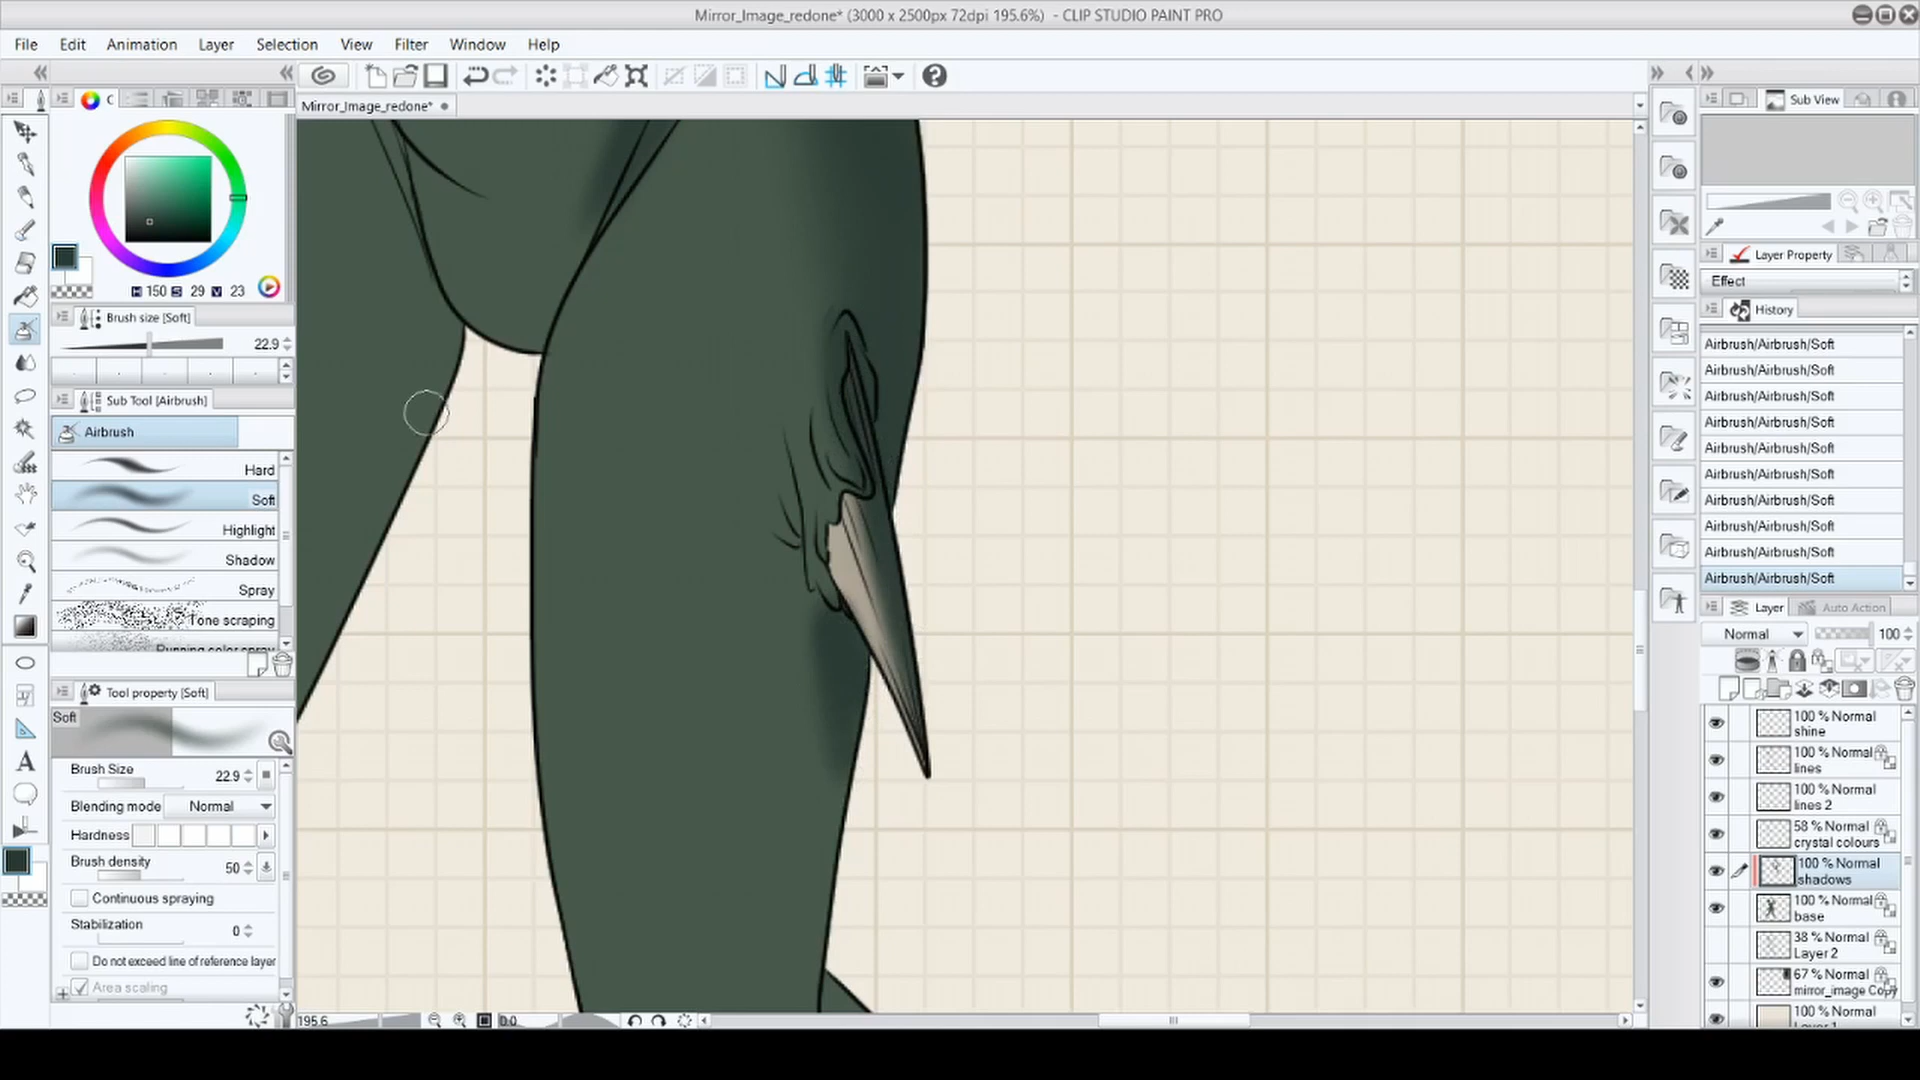 Mirror_Image_redone* (3000 x 2500px 72dpi 195.6%) - CLIP STUDIO PAINT PRO
File Edit Animation Layer Selection View Filter Window Help
Mirror_Image_redone*
C
Sub View
H 150 S 29 V 23
Brush size [Soft]
22.9
Sub Tool [Airbrush]
Airbrush
Hard
Soft
Highlight
Shadow
Spray
Tone scraping
Running color spray
Tool property [Soft]
Soft
Brush Size 22.9
Blending mode Normal
Hardness
Brush density 50
Continuous spraying
Stabilization 0
Do not exceed line of reference layer
Area scaling
195.6 0.0
Layer Property
Effect
History
Airbrush/Airbrush/Soft
Airbrush/Airbrush/Soft
Airbrush/Airbrush/Soft
Airbrush/Airbrush/Soft
Airbrush/Airbrush/Soft
Airbrush/Airbrush/Soft
Airbrush/Airbrush/Soft
Airbrush/Airbrush/Soft
Airbrush/Airbrush/Soft
Airbrush/Airbrush/Soft
Layer Auto Action
Normal 100
100 % Normal
shine
100 % Normal
lines
100 % Normal
lines 2
58 % Normal
crystal colours
100 % Normal
shadows
100 % Normal
base
38 % Normal
Layer 2
67 % Normal
mirror_image Copy
100 % Normal
Layer 1